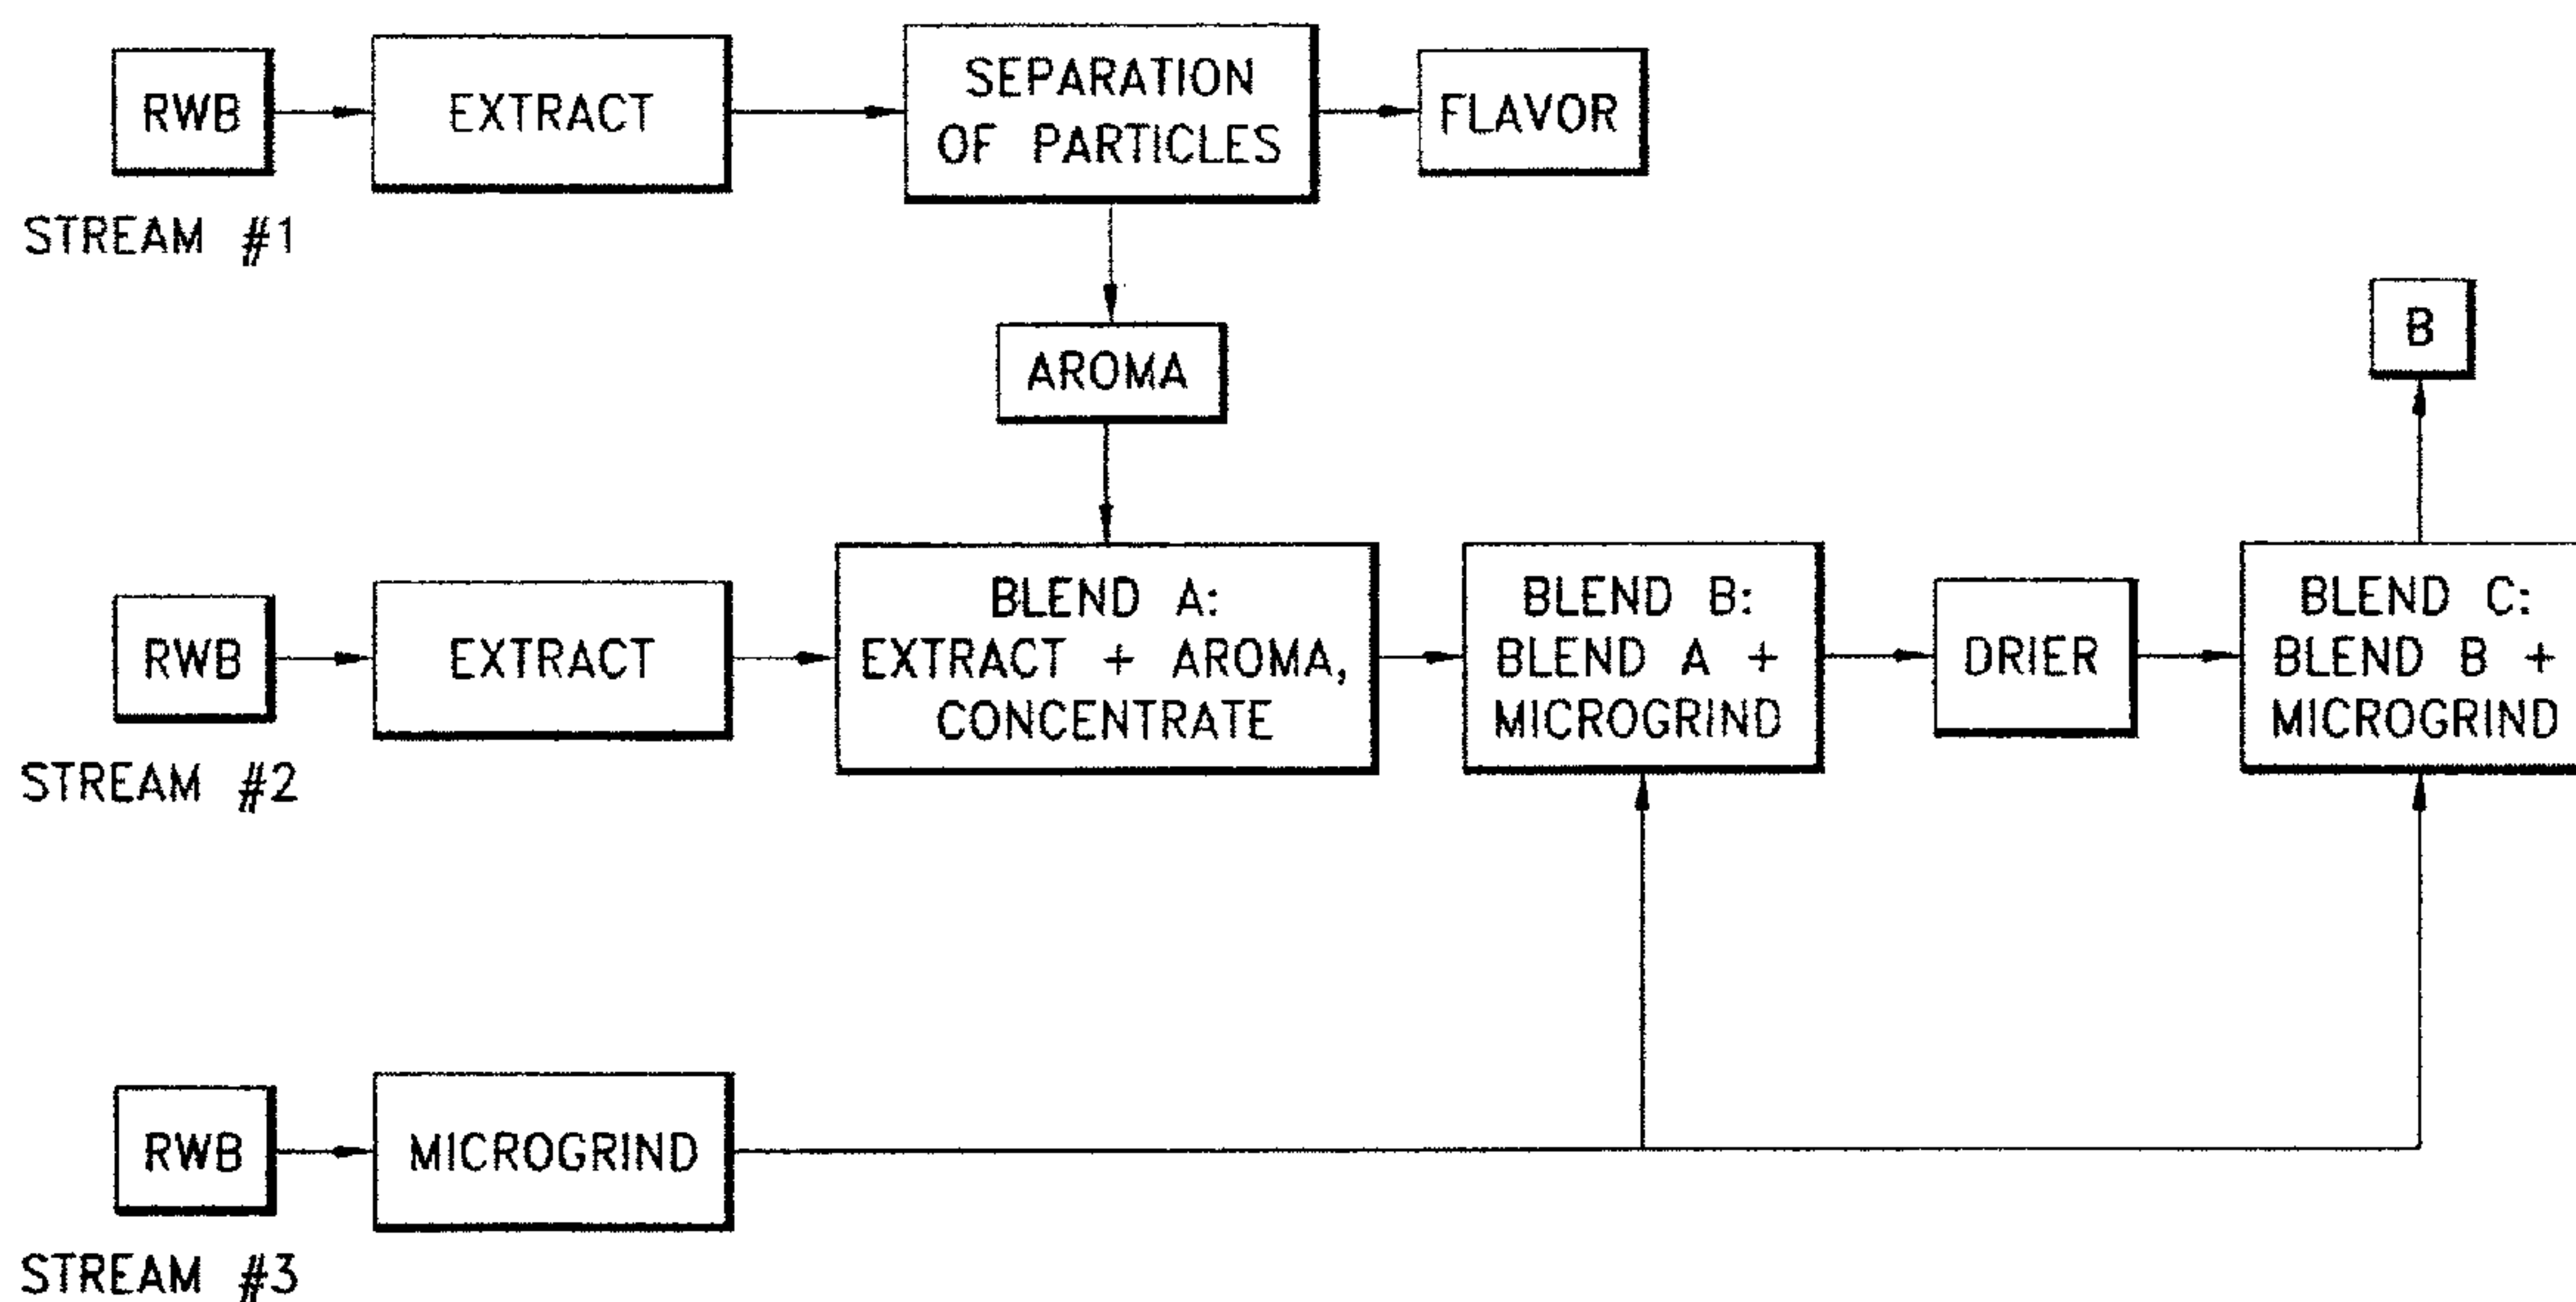 RWB
EXTRACT
SEPARATION
OF PARTICLES
FLAVOR
STREAM #1
AROMA
B
RWB
EXTRACT
BLEND A:
EXTRACT + AROMA,
CONCENTRATE
BLEND B:
BLEND A +
MICROGRIND
DRIER
BLEND C:
BLEND B +
MICROGRIND
STREAM #2
RWB
MICROGRIND
STREAM #3